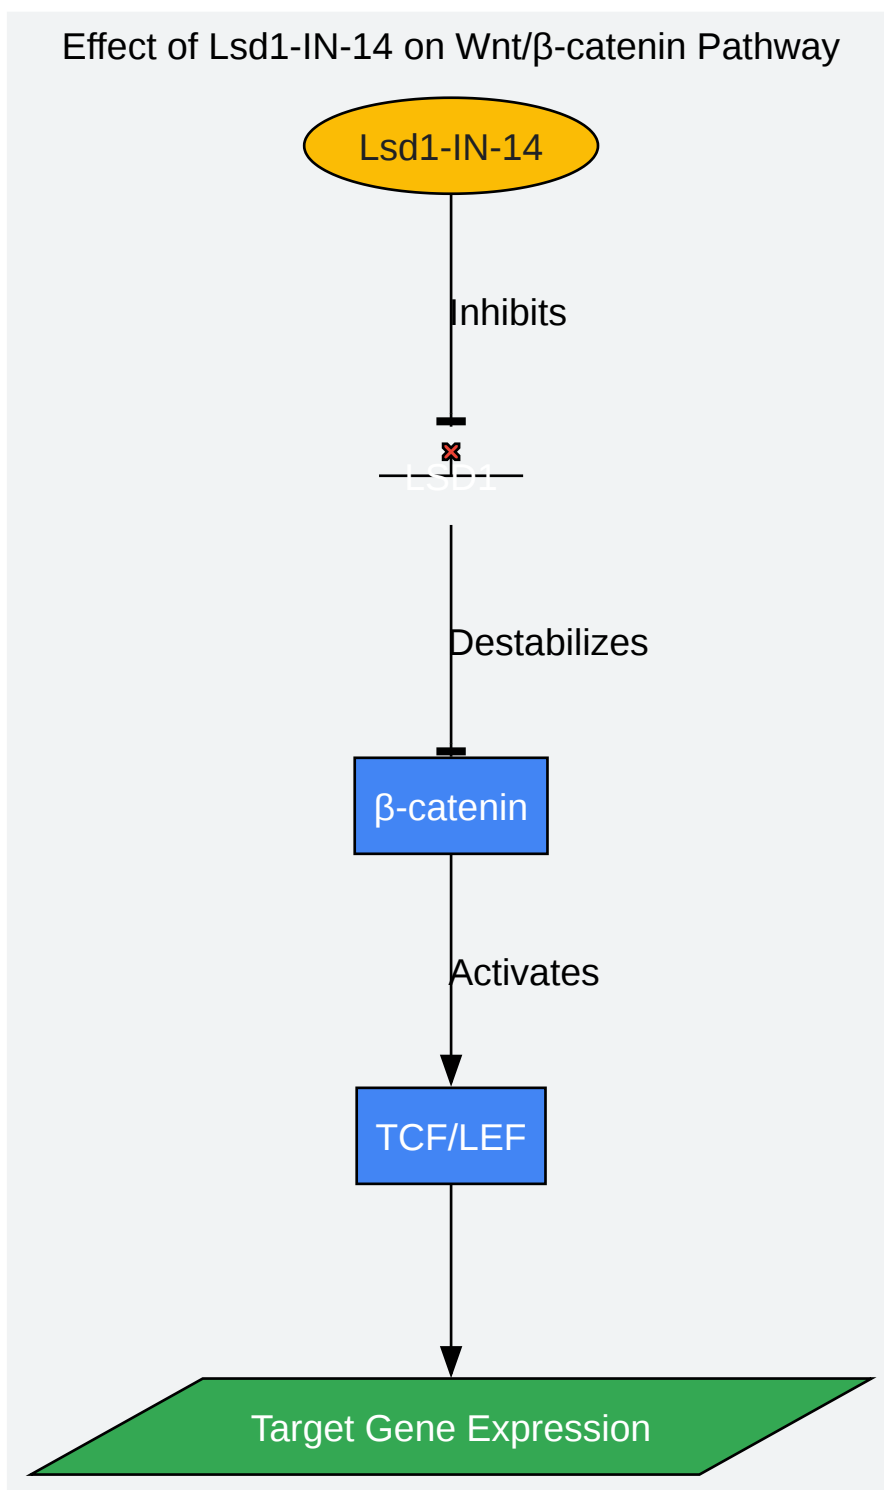 Effect of Lsd1-IN-14 on Wnt/β-catenin Pathway
Lsd1-IN-14
Inhibits
LSD1
Destabilizes
β-catenin
Activates
TCF/LEF
Target Gene Expression